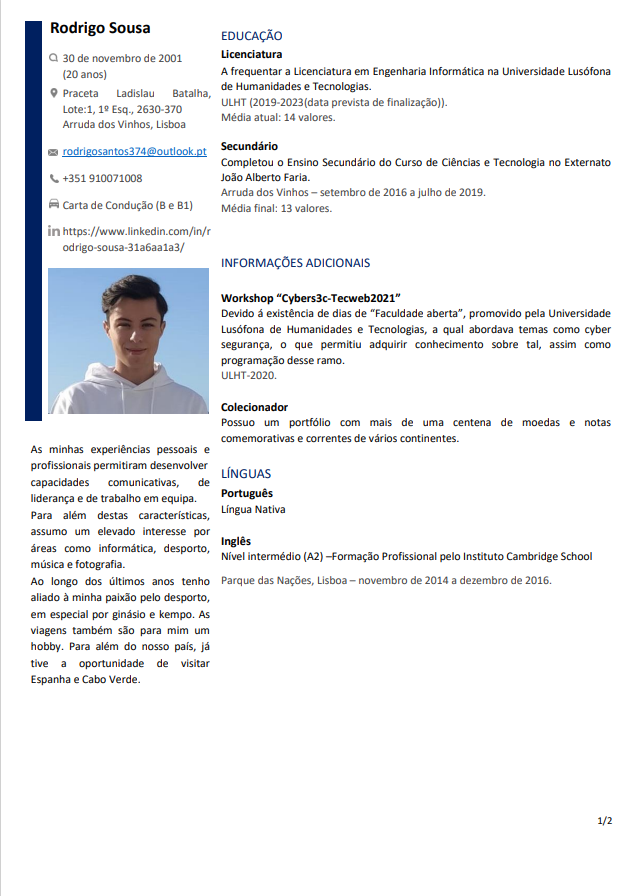 Rodrigo Sousa
30 de novembro de 2001
(20 anos)
Praceta Ladislau Batalha,
Lote:1, 1º Esq., 2630-370
Arruda dos Vinhos, Lisboa
rodrigosantos374@outlook.pt
+351 910071008
Carta de Condução (B e B1)
in https://www.linkedin.com/in/r
odrigo-sousa-31a6aa1a3/
As minhas experiências pessoais e
profissionais permitiram desenvolver
capacidades comunicativas, de
liderança e de trabalho em equipa.
Para além destas características,
assumo um elevado interesse por
áreas como informática, desporto,
música e fotografia.
Ao longo dos últimos anos tenho
aliado à minha paixão pelo desporto,
em especial por ginásio e kempo. As
viagens também são para mim um
hobby. Para além do nosso país, já
tive a oportunidade de visitar
Espanha e Cabo Verde.
EDUCAÇÃO
Licenciatura
A frequentar a Licenciatura em Engenharia Informática na Universidade Lusófona
de Humanidades e Tecnologias.
ULHT (2019-2023(data prevista de finalização)).
Média atual: 14 valores.
Secundário
Completou o Ensino Secundário do Curso de Ciências e Tecnologia no Externato
João Alberto Faria.
Arruda dos Vinhos – setembro de 2016 a julho de 2019.
Média final: 13 valores.
INFORMAÇÕES ADICIONAIS
Workshop “Cybers3c-Tecweb2021”
Devido á existência de dias de “Faculdade aberta”, promovido pela Universidade
Lusófona de Humanidades e Tecnologias, a qual abordava temas como cyber
segurança, o que permitiu adquirir conhecimento sobre tal, assim como
programação desse ramo.
ULHT-2020.
Colecionador
Possuo um portfólio com mais de uma centena de moedas e notas
comemorativas e correntes de vários continentes.
LÍNGUAS
Português
Língua Nativa
Inglês
Nível intermédio (A2) –Formação Profissional pelo Instituto Cambridge School
Parque das Nações, Lisboa – novembro de 2014 a dezembro de 2016.
1/2